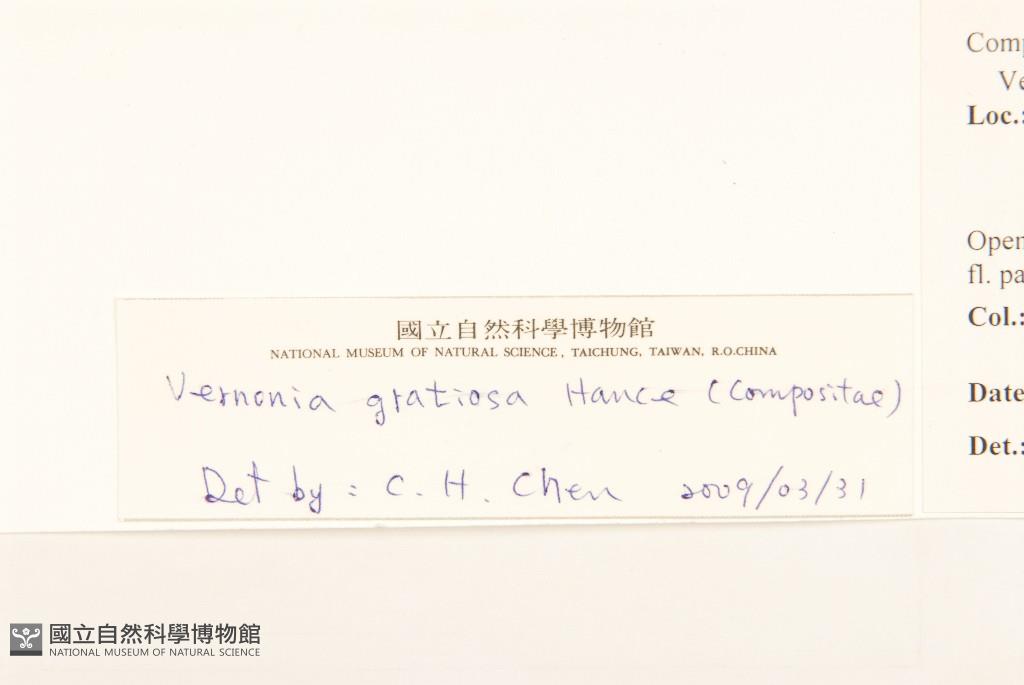 國立自然科學博物館
NATIONAL MUSEUM OF NATURAL SCIENCE, TAICHUNG, TAIWAN, R.O.CHINA
Vernonia gratiosa Hance (Compositae)
Det by : C. H. Chen 2009/03/31
Comp
Ve
Loc.:
Open
fl. pa
Col.:
Date
Det.:
國立自然科學博物館
NATIONAL MUSEUM OF NATURAL SCIENCE